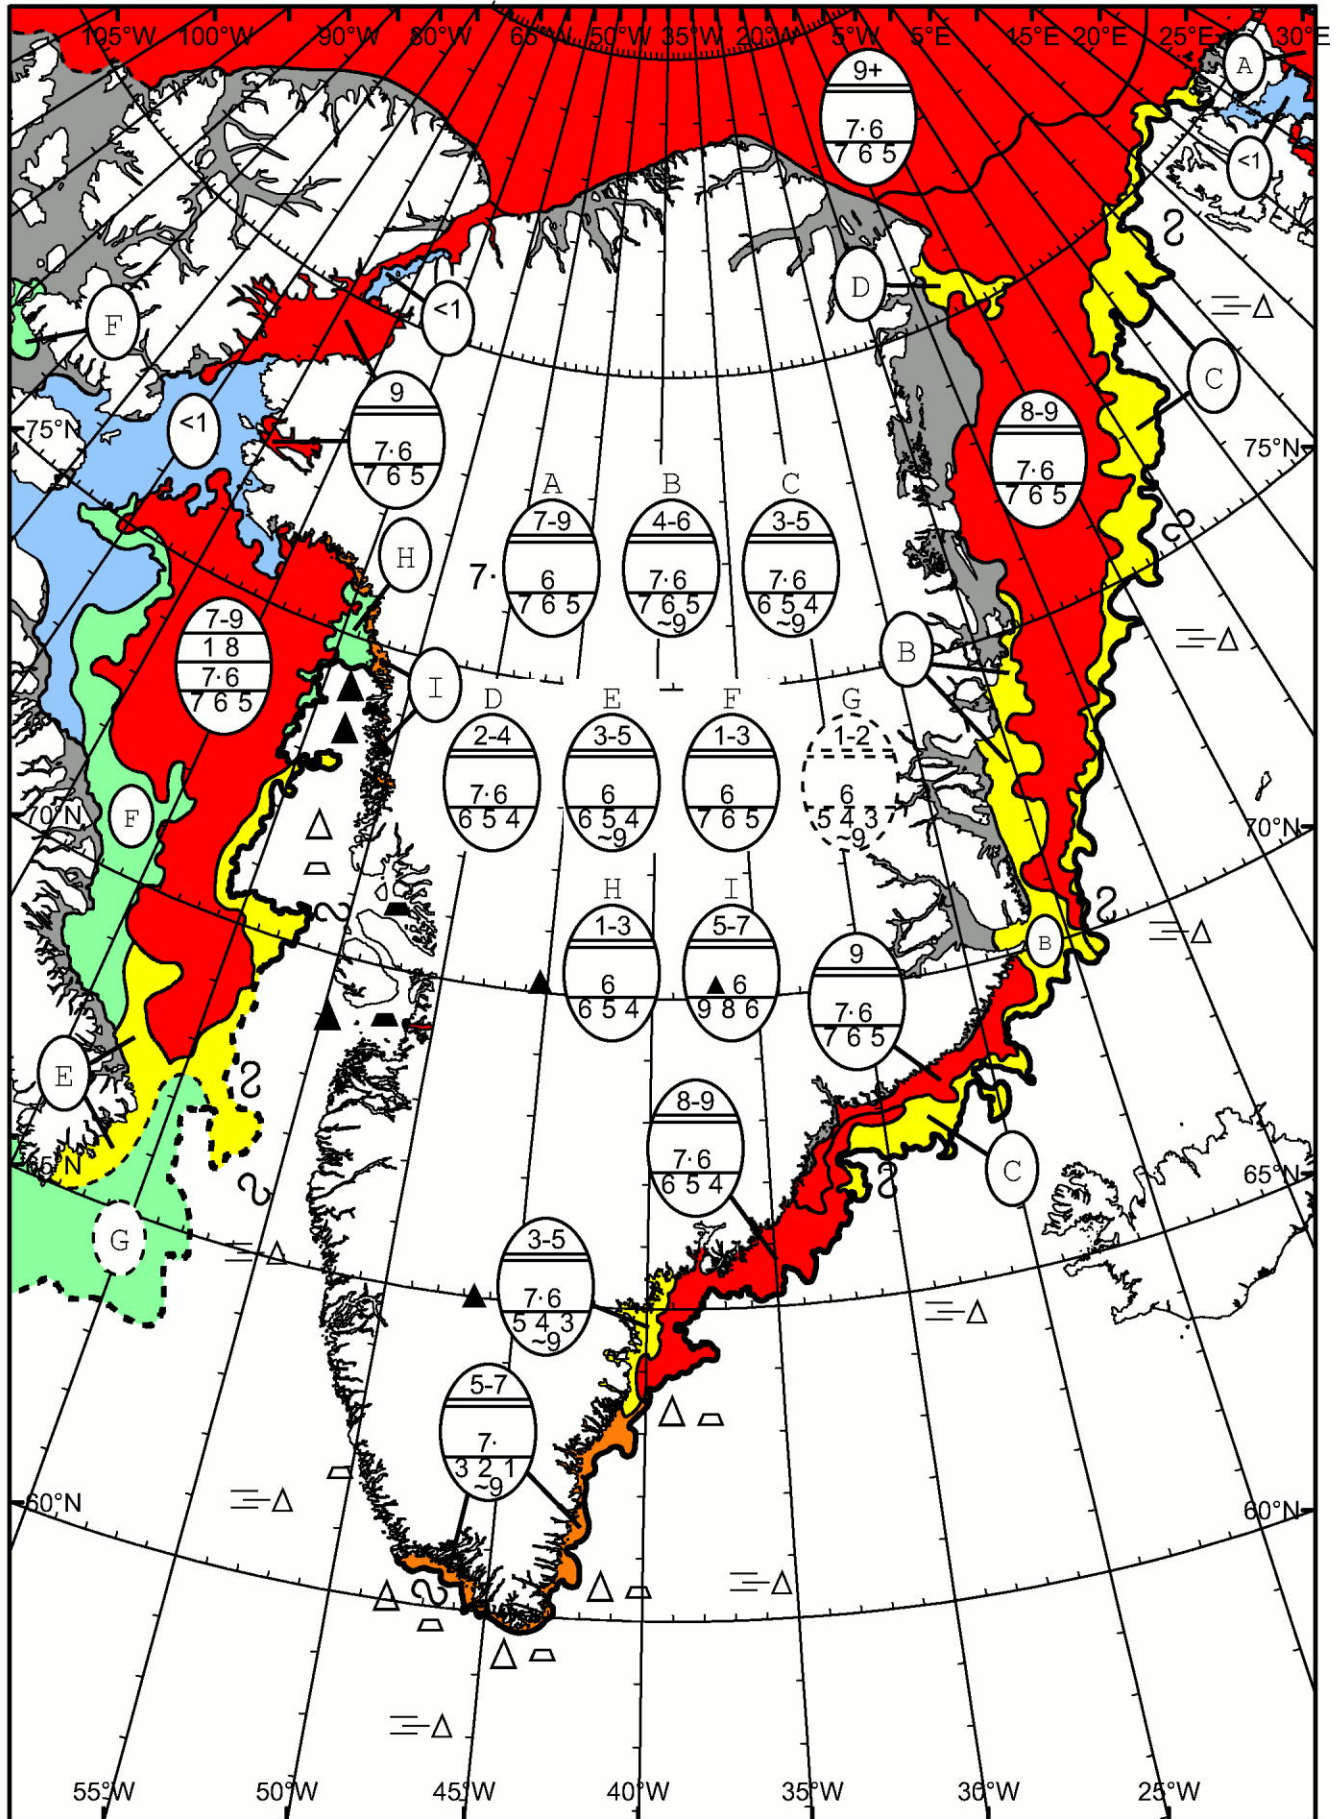 105°W 100°W 90°W 80°W 65°W 50°W 35°W 20°W 5°W 5°E 15°E 20°E 25°E 30°E
A
9+
7·6
7 6 5
<1
D
F
<1
C
9
7·6
7 6 5
8-9
7·6
7 6 5
75°N
<1
75°N
A B C
7-9 4-6 3-5
7· 6 7·6 7·6
7 6 5 7 6 5 6 5 4
~9 ~9
H
7-9
1 8
7·6
7 6 5
B
I
D E F G
2-4 3-5 1-3 1-2
7·6 6 6 6
6 5 4 6 5 4 7 6 5 5 4 3
~9 ~9
70°N
F
70°N
H I
1-3 5-7
6 6
6 5 4 9 8 6
B
9
7·6
7 6 5
E
8-9
7·6
6 5 4
C
65°N
65°N
G
3-5
7·6
5 4 3
~9
5-7
7·
3 2 1
~9
60°N
60°N
55°W 50°W 45°W 40°W 35°W 30°W 25°W